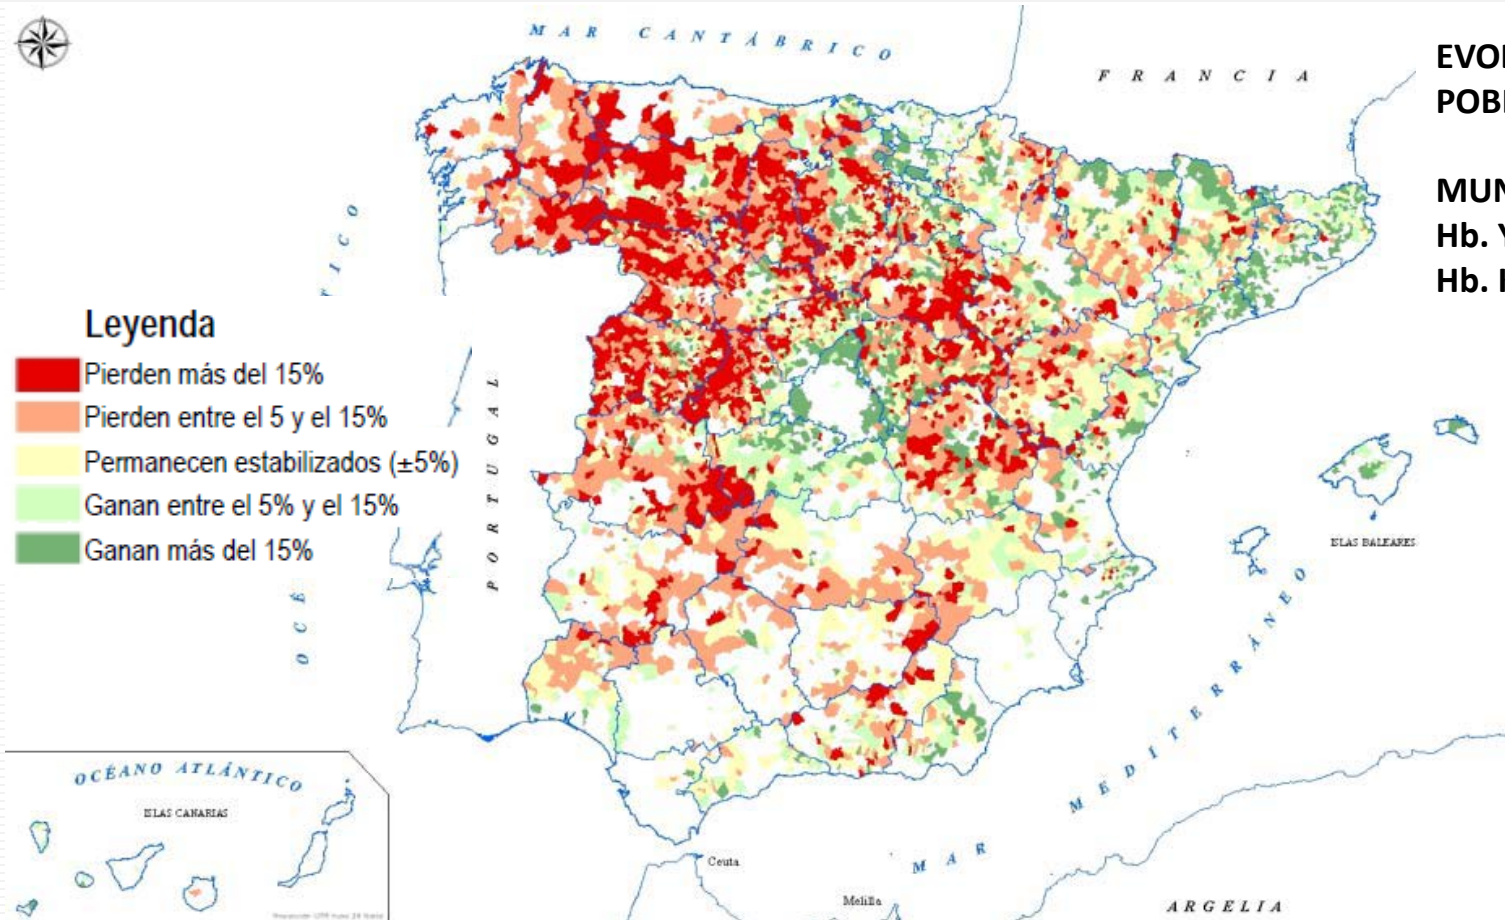 MAR CANTÁBRICO
FRANCIA
EVO
POB
MUN
Hb.
Hb.
TICO
Leyenda
Pierden más del 15%
Pierden entre el 5 y el 15%
Permanecen estabilizados (±5%)
Ganan entre el 5% y el 15%
Ganan más del 15%
PORTUGAL
OCÉ
ISLAS BALEARES
MAR MEDITERRÁNEO
OCÉANO ATLÁNTICO
ISLAS CANARIAS
Ceuta
Melilla
ARGELIA